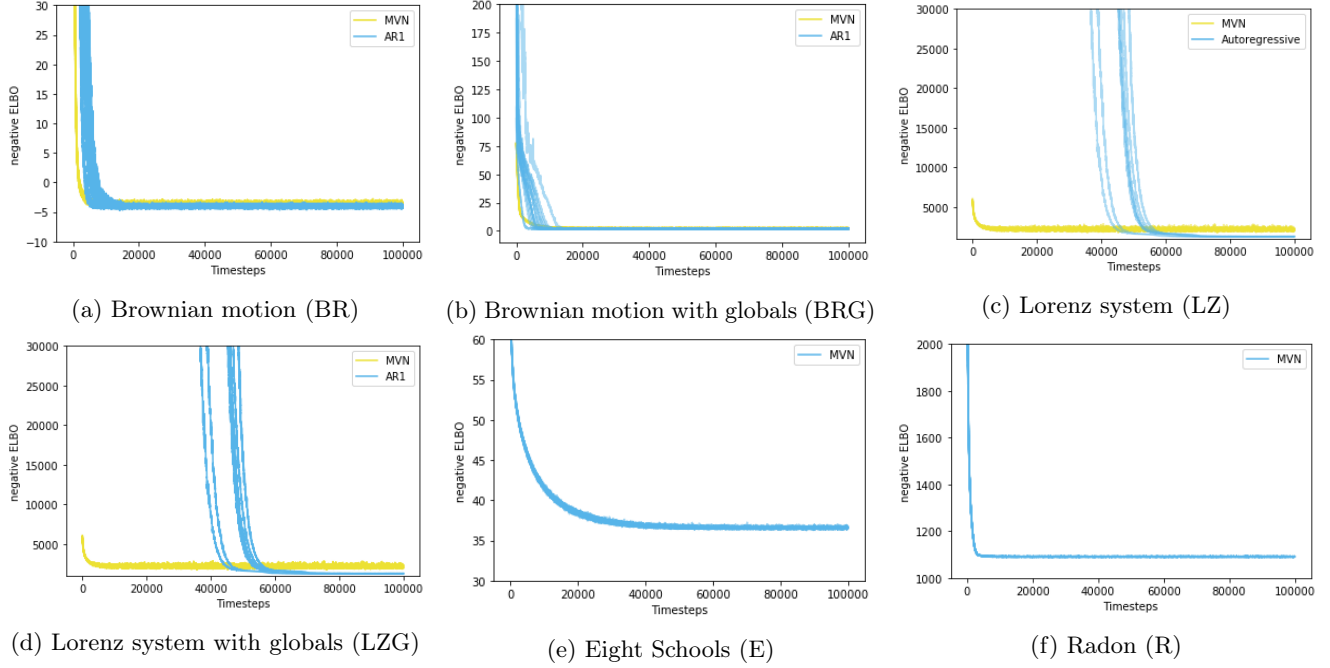 30
25
20
15
10
5
0
−5
−10
negative ELBO
MVN
AR1
0 20000 40000 60000 80000 100000
Timesteps
(a) Brownian motion (BR)
200
175
150
125
100
75
50
25
0
negative ELBO
MVN
AR1
0 20000 40000 60000 80000 100000
Timesteps
(b) Brownian motion with globals (BRG)
30000
25000
20000
15000
10000
5000
negative ELBO
MVN
Autoregressive
0 20000 40000 60000 80000 100000
Timesteps
(c) Lorenz system (LZ)
30000
25000
20000
15000
10000
5000
negative ELBO
MVN
AR1
0 20000 40000 60000 80000 100000
Timesteps
(d) Lorenz system with globals (LZG)
60
55
50
45
40
35
30
negative ELBO
MVN
0 20000 40000 60000 80000 100000
Timesteps
(e) Eight Schools (E)
2000
1800
1600
1400
1200
1000
negative ELBO
MVN
0 20000 40000 60000 80000 100000
Timesteps
(f) Radon (R)